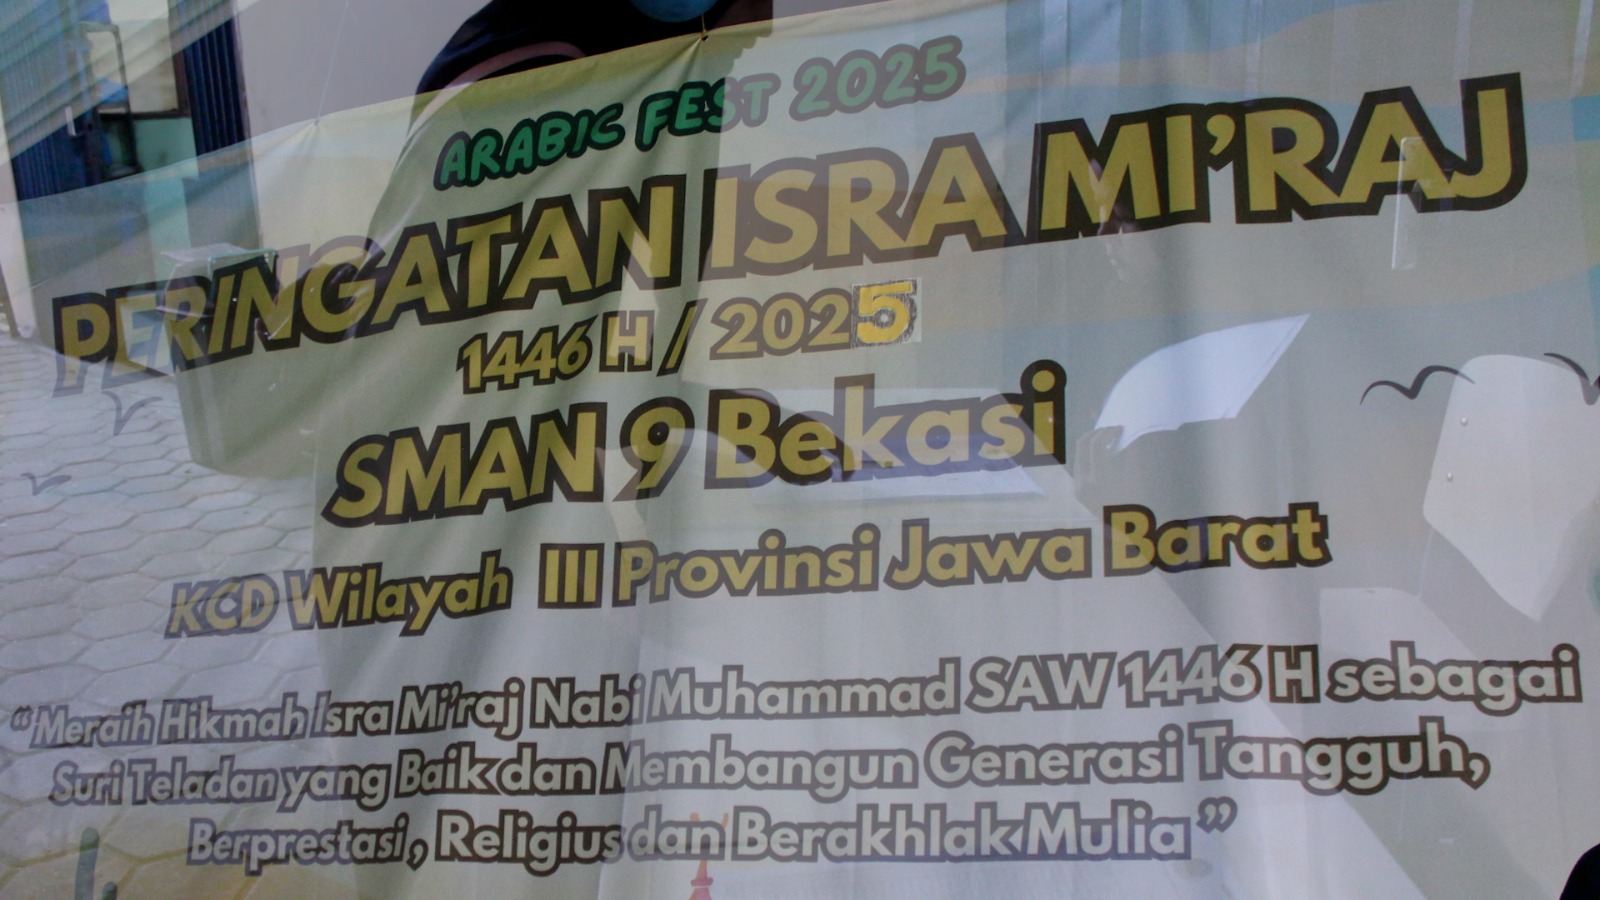 ARABIC FEST 2025
PERINGATAN ISRA MI'RAJ
1446 H / 2025
SMAN 9 Bekasi
KCD Wilayah III Provinsi Jawa Barat
“Meraih Hikmah Isra Mi'raj Nabi Muhammad SAW 1446 H sebagai
Suri Teladan yang Baik dan Membangun Generasi Tangguh,
Berprestasi, Religius dan Berakhlak Mulia”